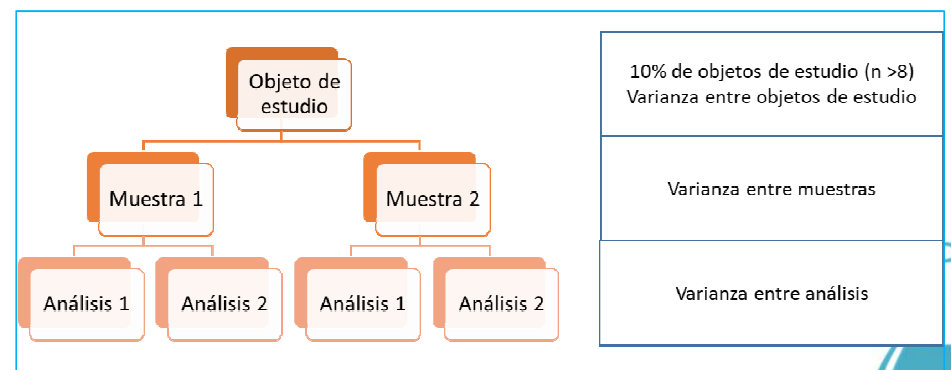 Objeto de
estudio
Muestra 1
Muestra 2
Análisis 1
Análisis 2
Análisis 1
Análisis 2
10% de objetos de estudio (n >8)
Varianza entre objetos de estudio
Varianza entre muestras
Varianza entre análisis